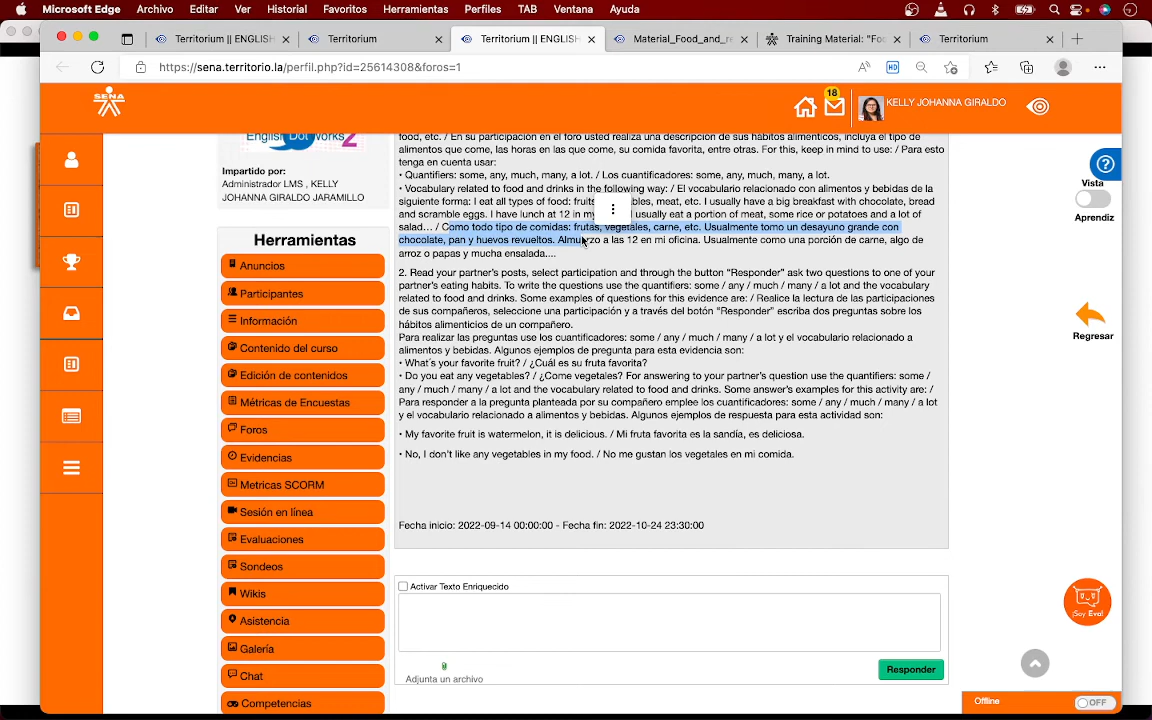 Microsoft Edge Archivo Editar Ver Historial Favoritos Herramientas Perfiles TAB Ventana Ayuda
Territorium || ENGLISH
Territorium
Territorium || ENGLISH
Material_Food_and_re
Training Material: "Foo
Territorium
https://sena.territorio.la/perfil.php?id=25614308&foros=1
HD
SENA
18
KELLY JOHANNA GIRALDO
English Dot Works 2
Impartido por:
Administrador LMS , KELLY
JOHANNA GIRALDO JARAMILLO
Herramientas
Anuncios
Participantes
Información
Contenido del curso
Edición de contenidos
Métricas de Encuestas
Foros
Evidencias
Metricas SCORM
Sesión en línea
Evaluaciones
Sondeos
Wikis
Asistencia
Galería
Chat
Competencias
food, etc. / En su participación en el foro usted realiza una descripción de sus hábitos alimenticios, incluya el tipo de
alimentos que come, las horas en las que come, su comida favorita, entre otras. For this, keep in mind to use: / Para esto
tenga en cuenta usar:
• Quantifiers: some, any, much, many, a lot. / Los cuantificadores: some, any, much, many, a lot.
• Vocabulary related to food and drinks in the following way: / El vocabulario relacionado con alimentos y bebidas de la
siguiente forma: I eat all types of food: fruits bles, meat, etc. I usually have a big breakfast with chocolate, bread
and scramble eggs. I have lunch at 12 in my usually eat a portion of meat, some rice or potatoes and a lot of
salad… / Como todo tipo de comidas: frutas, vegetales, carne, etc. Usualmente tomo un desayuno grande con
chocolate, pan y huevos revueltos. Almuerzo a las 12 en mi oficina. Usualmente como una porción de carne, algo de
arroz o papas y mucha ensalada....
2. Read your partner's posts, select participation and through the button “Responder” ask two questions to one of your
partner's eating habits. To write the questions use the quantifiers: some / any / much / many / a lot and the vocabulary
related to food and drinks. Some examples of questions for this evidence are: / Realice la lectura de las participaciones
de sus compañeros, seleccione una participación y a través del botón “Responder” escriba dos preguntas sobre los
hábitos alimenticios de un compañero.
Para realizar las preguntas use los cuantificadores: some / any / much / many / a lot y el vocabulario relacionado a
alimentos y bebidas. Algunos ejemplos de pregunta para esta evidencia son:
• What´s your favorite fruit? / ¿Cuál es su fruta favorita?
• Do you eat any vegetables? / ¿Come vegetales? For answering to your partner's question use the quantifiers: some /
any / much / many / a lot and the vocabulary related to food and drinks. Some answer's examples for this activity are: /
Para responder a la pregunta planteada por su compañero emplee los cuantificadores: some / any / much / many / a lot
y el vocabulario relacionado a alimentos y bebidas. Algunos ejemplos de respuesta para esta actividad son:
• My favorite fruit is watermelon, it is delicious. / Mi fruta favorita es la sandía, es deliciosa.
• No, I don't like any vegetables in my food. / No me gustan los vegetales en mi comida.
Fecha inicio: 2022-09-14 00:00:00 - Fecha fin: 2022-10-24 23:30:00
Activar Texto Enriquecido
Adjunta un archivo
Responder
Vista
Aprendiz
Regresar
¡Soy Eva!
Offline
OFF